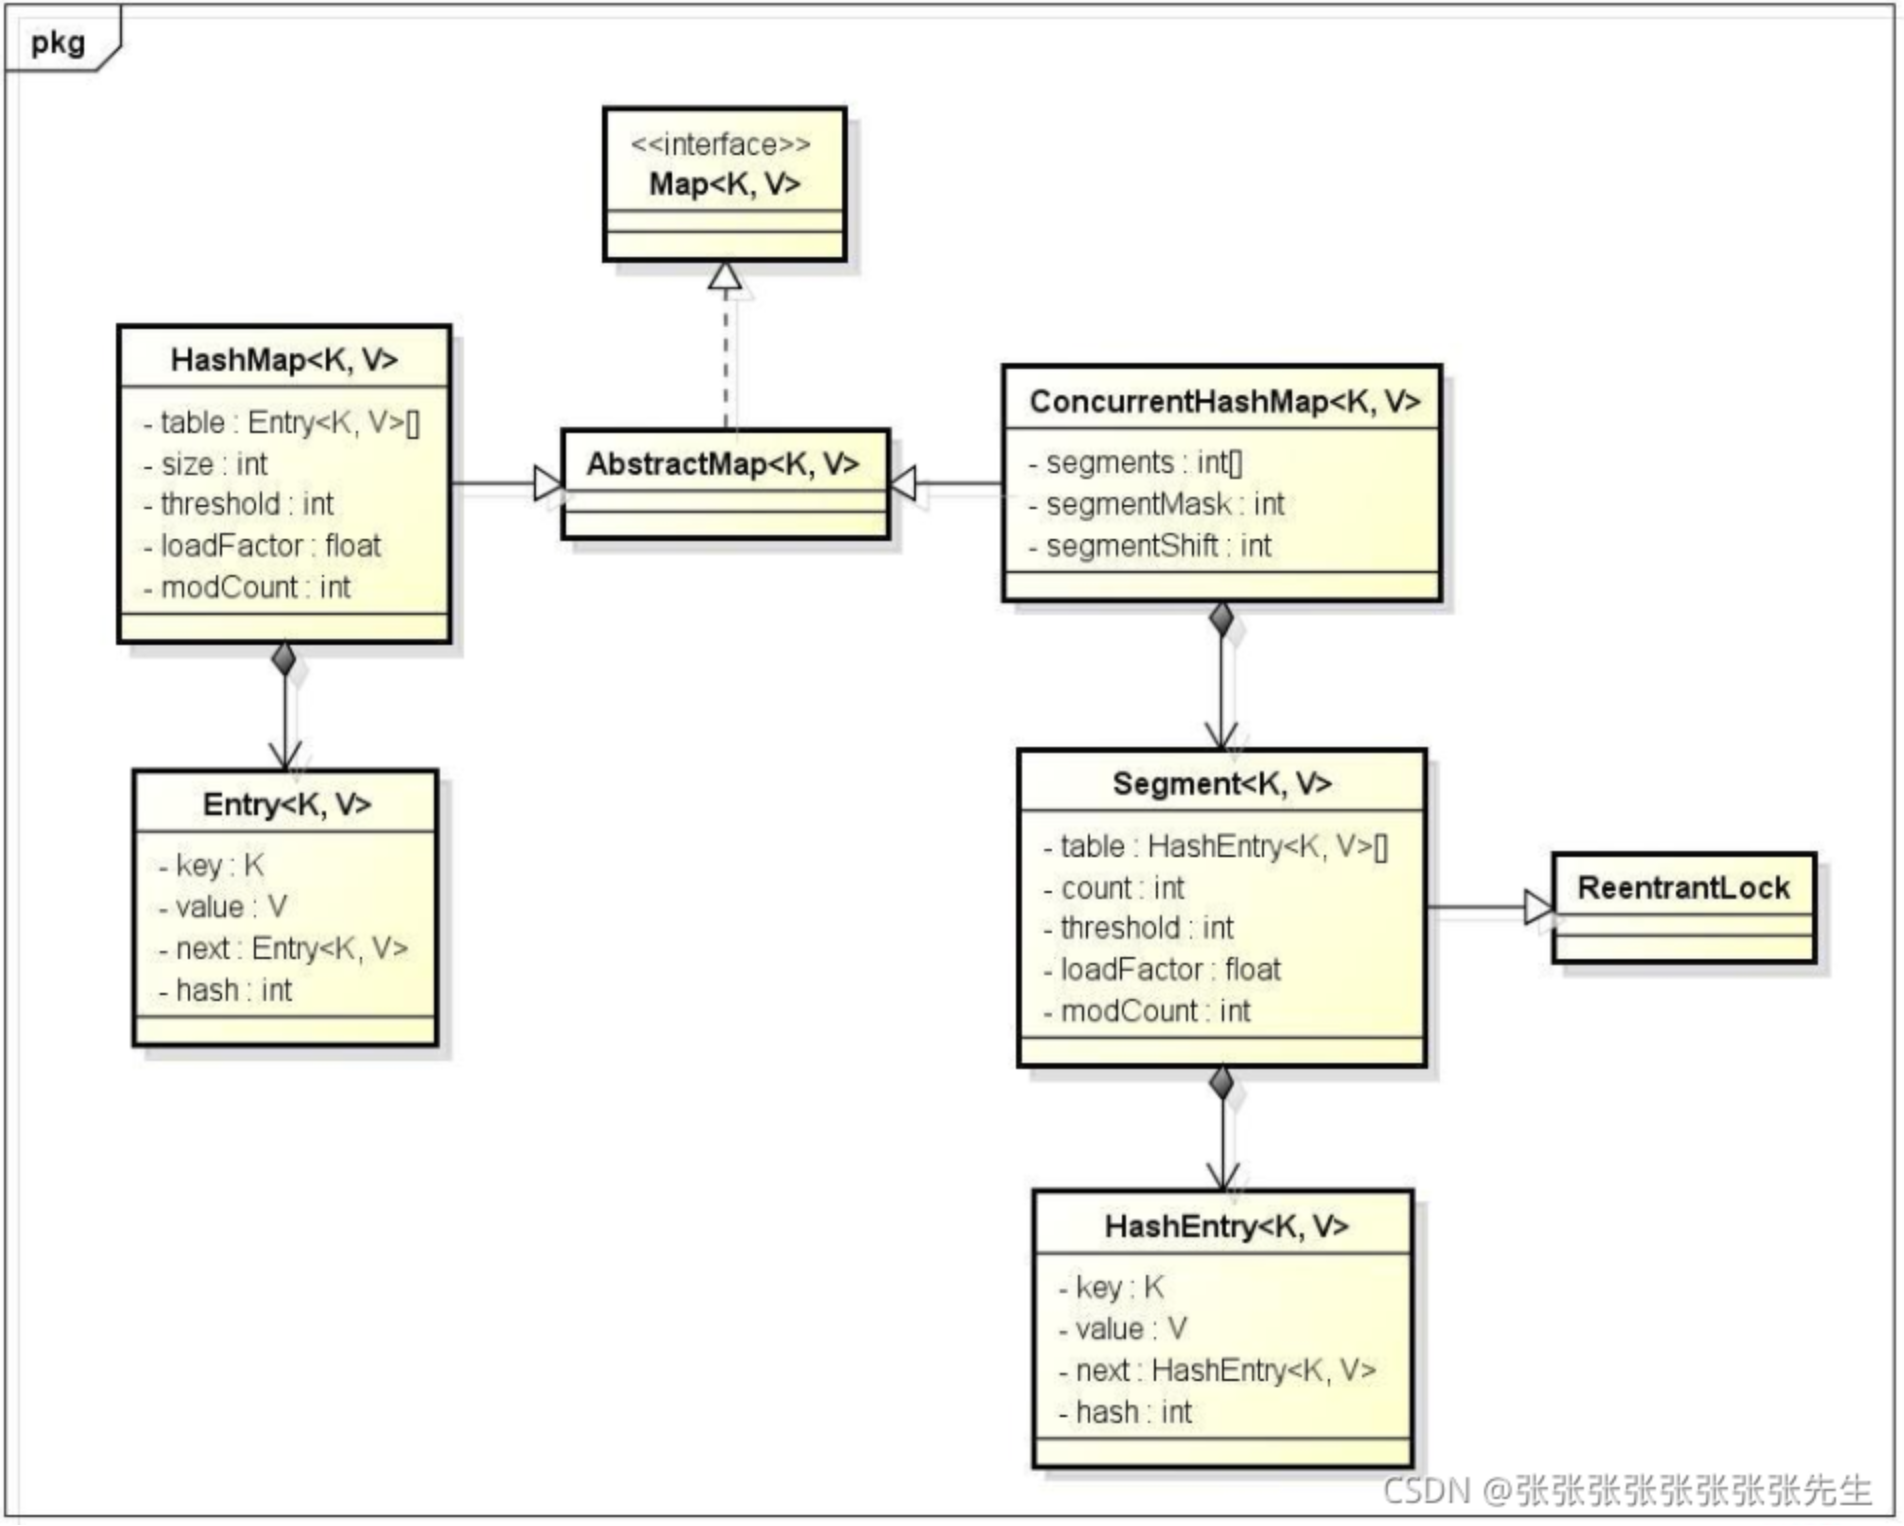 pkg
<<interface>>
Map<K, V>
HashMap<K, V>
- table : Entry<K, V>[]
- size : int
- threshold : int
- loadFactor : float
- modCount : int
AbstractMap<K, V>
ConcurrentHashMap<K, V>
- segments : int[]
- segmentMask : int
- segmentShift : int
Entry<K, V>
- key : K
- value : V
- next : Entry<K, V>
- hash : int
Segment<K, V>
- table : HashEntry<K, V>[]
- count : int
- threshold : int
- loadFactor : float
- modCount : int
ReentrantLock
HashEntry<K, V>
- key : K
- value : V
- next : HashEntry<K, V>
- hash : int
CSDN @张张张张张张张张先生